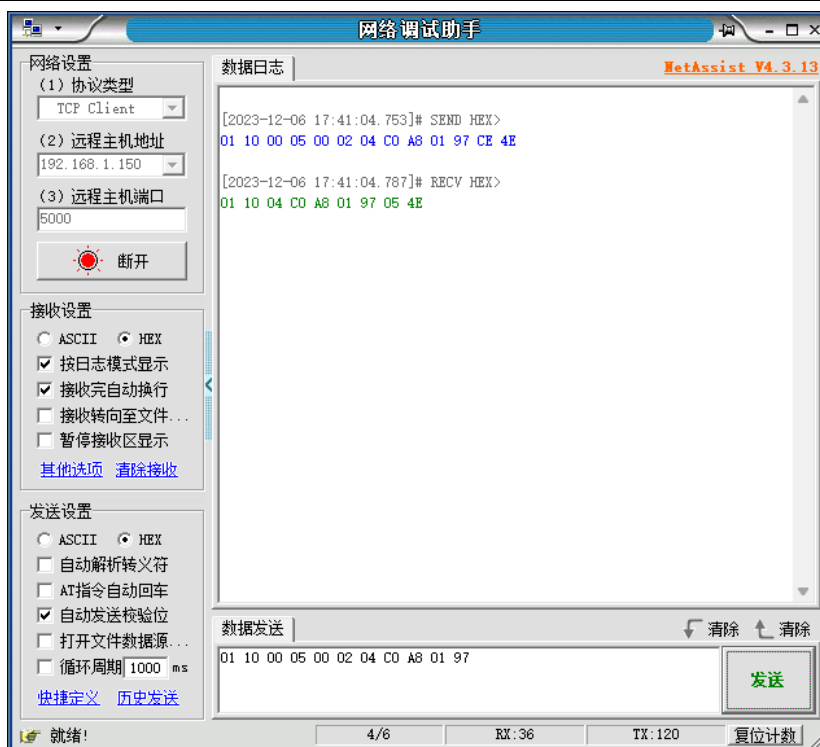 网络调试助手
网络设置
(1) 协议类型
TCP Client
(2) 远程主机地址
192.168.1.150
(3) 远程主机端口
5000
断开
接收设置
ASCII HEX
按日志模式显示
接收完自动换行
接收转向至文件...
暂停接收区显示
其他选项 清除接收
发送设置
ASCII HEX
自动解析转义符
AT指令自动回车
自动发送校验位
打开文件数据源...
循环周期 1000 ms
快捷定义 历史发送
数据日志 NetAssist V4.3.13
[2023-12-06 17:41:04.753]# SEND HEX>
01 10 00 05 00 02 04 C0 A8 01 97 CE 4E
[2023-12-06 17:41:04.787]# RECV HEX>
01 10 04 C0 A8 01 97 05 4E
数据发送 清除 清除
01 10 00 05 00 02 04 C0 A8 01 97
发送
就绪! 4/6 RX:36 TX:120 复位计数